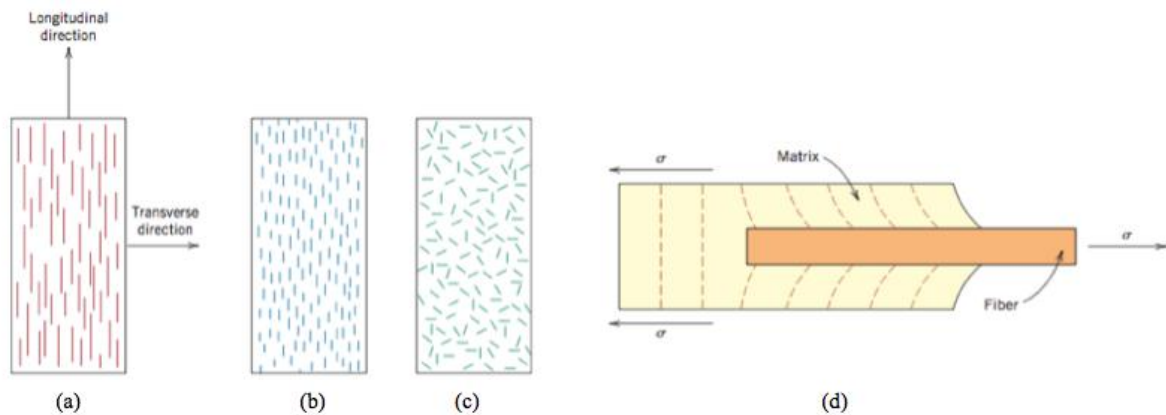 Longitudinal
direction
Transverse
direction
Matrix
σ
σ
σ
Fiber
(a)
(b)
(c)
(d)